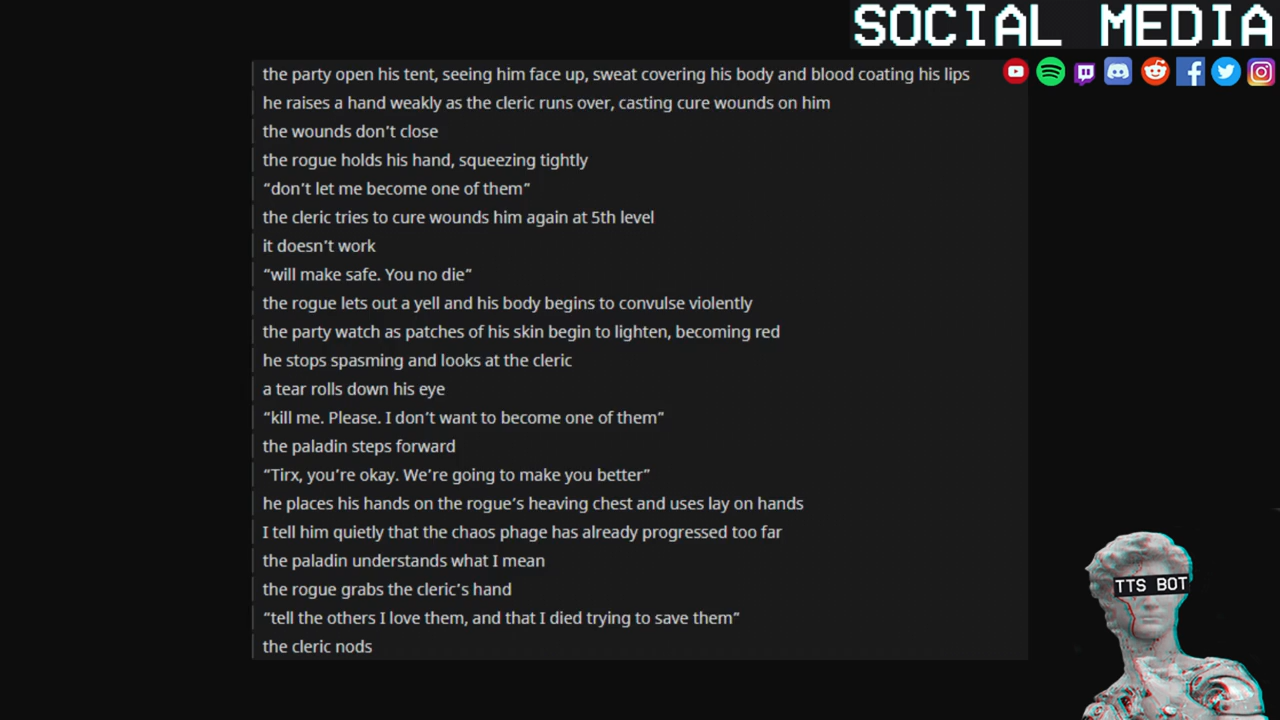 SOCIAL MEDIA
the party open his tent, seeing him face up, sweat covering his body and blood coating his lips
he raises a hand weakly as the cleric runs over, casting cure wounds on him
the wounds don't close
the rogue holds his hand, squeezing tightly
“don't let me become one of them”
the cleric tries to cure wounds him again at 5th level
it doesn't work
“will make safe. You no die”
the rogue lets out a yell and his body begins to convulse violently
the party watch as patches of his skin begin to lighten, becoming red
he stops spasming and looks at the cleric
a tear rolls down his eye
“kill me. Please. I don't want to become one of them”
the paladin steps forward
“Tirx, you're okay. We're going to make you better”
he places his hands on the rogue's heaving chest and uses lay on hands
I tell him quietly that the chaos phage has already progressed too far
the paladin understands what I mean
the rogue grabs the cleric's hand
“tell the others I love them, and that I died trying to save them”
the cleric nods
TTS BOT